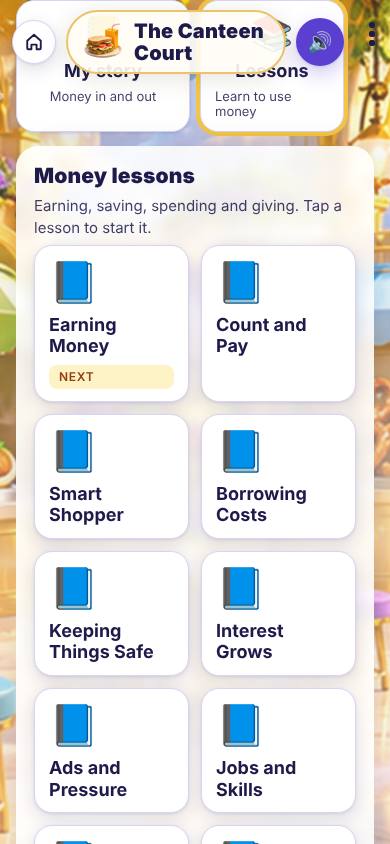 The Canteen
Court
My story
Money in and out
Lessons
Learn to use
money
Money lessons
Earning, saving, spending and giving. Tap a
lesson to start it.
Earning
Money
NEXT
Count and
Pay
Smart
Shopper
Borrowing
Costs
Keeping
Things Safe
Interest
Grows
Ads and
Pressure
Jobs and
Skills